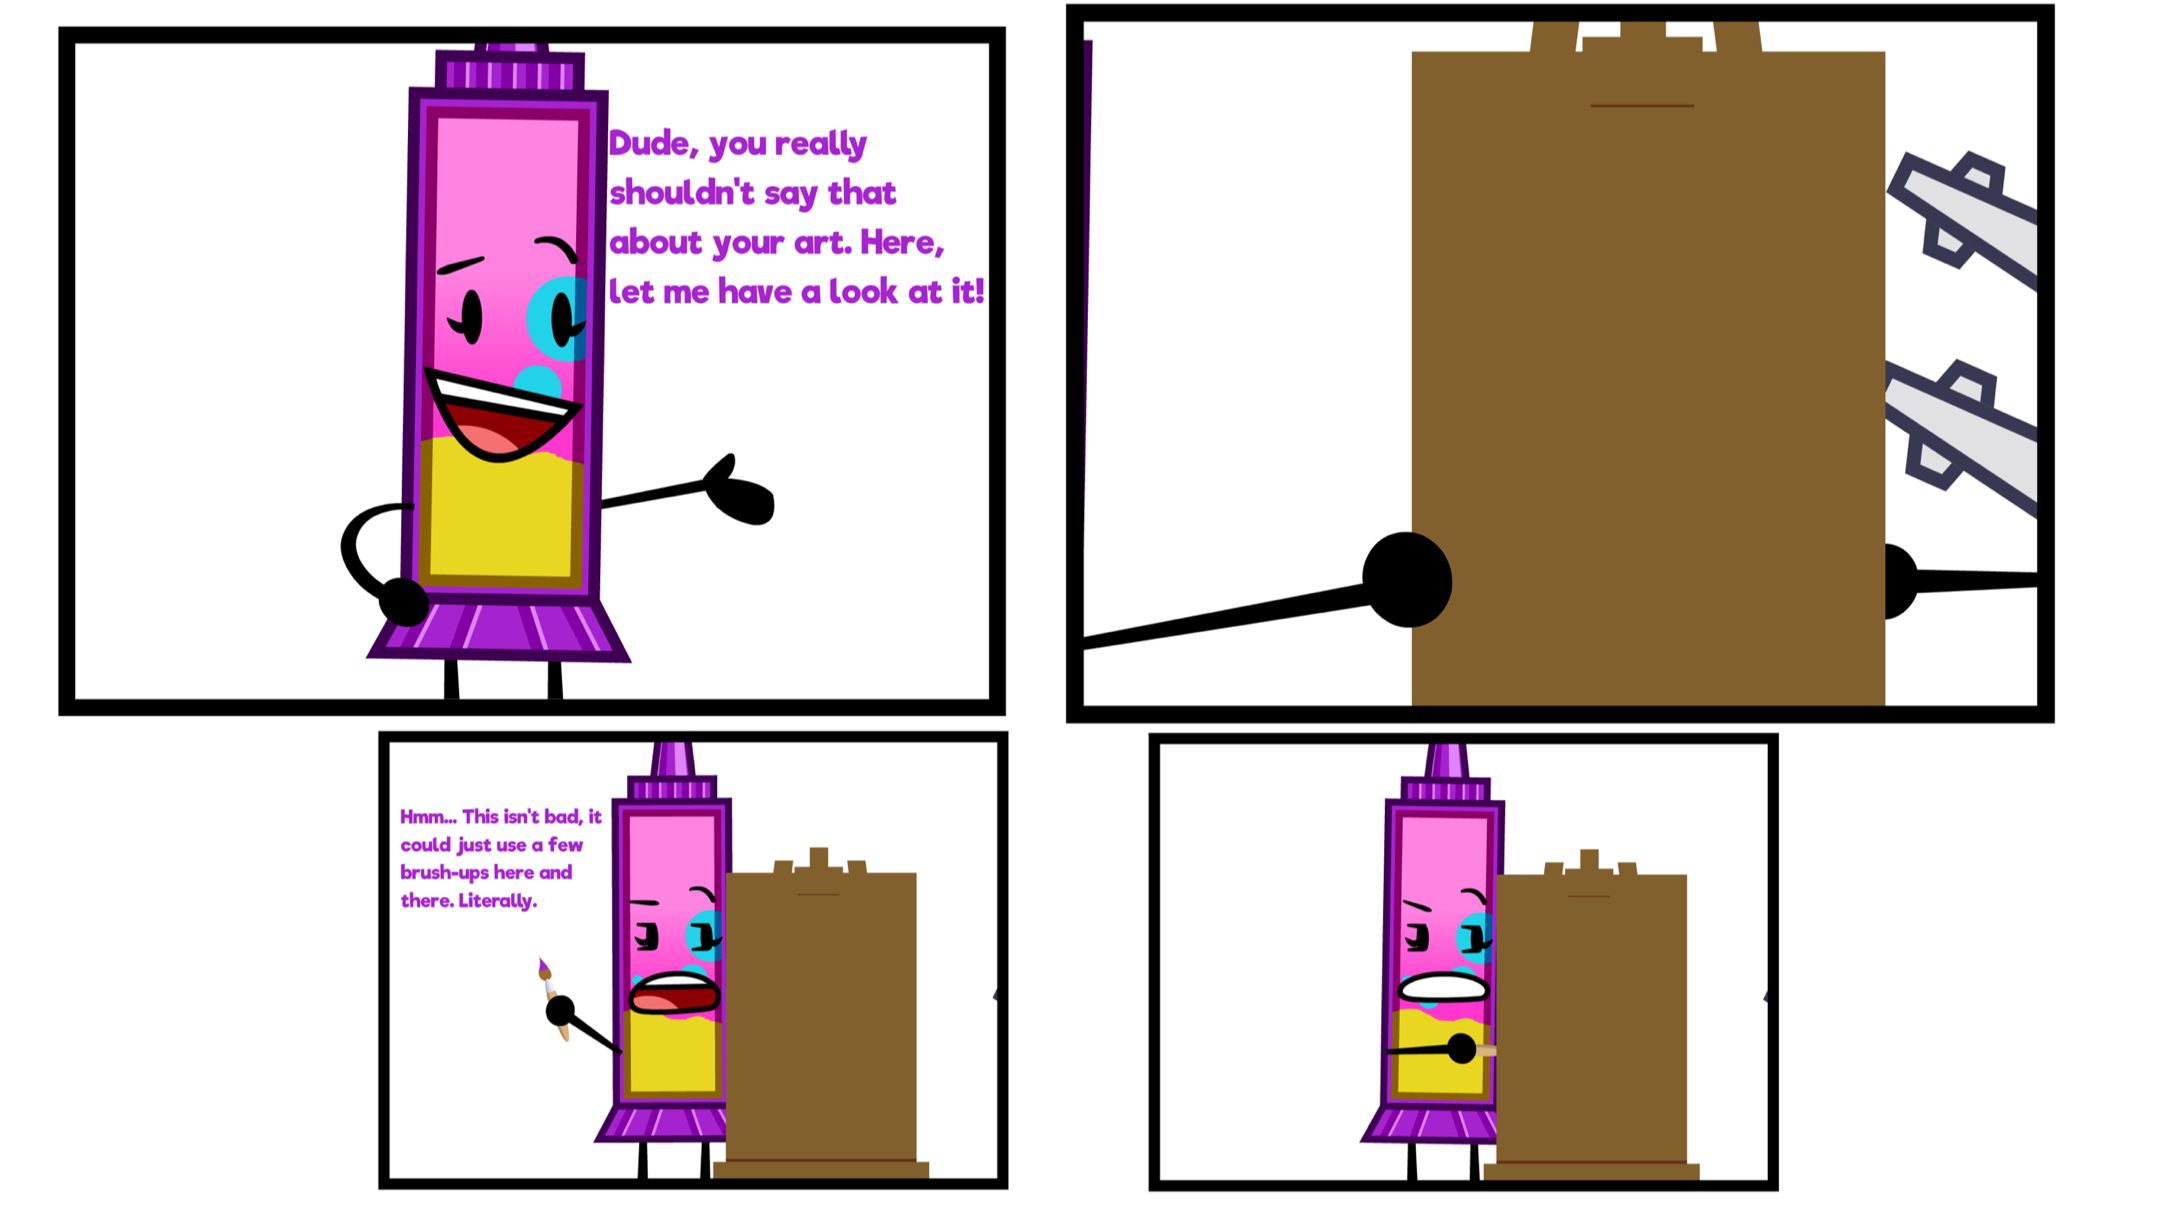 Dude, you really
shouldn't say that
about your art. Here,
let me have a look at it!
Hmm... This isn't bad, it
could just use a few
brush-ups here and
there. Literally.